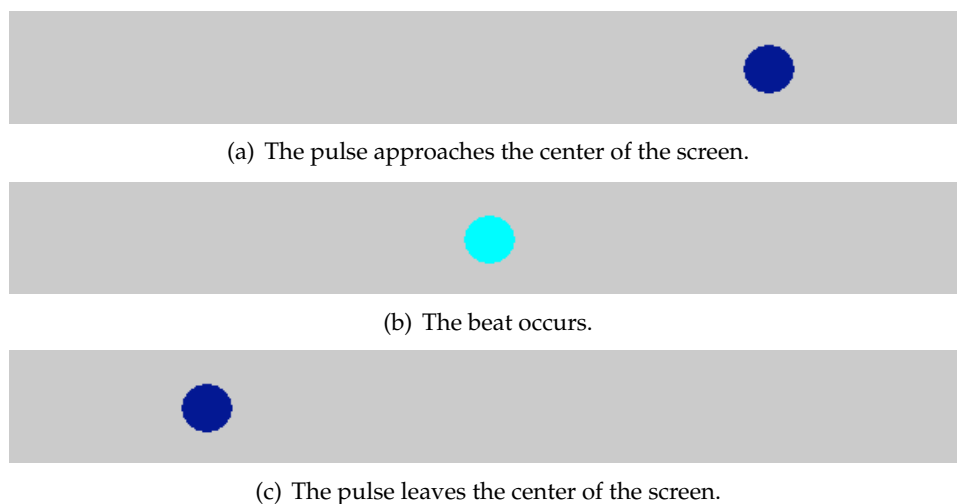 (a) The pulse approaches the center of the screen.
(b) The beat occurs.
(c) The pulse leaves the center of the screen.